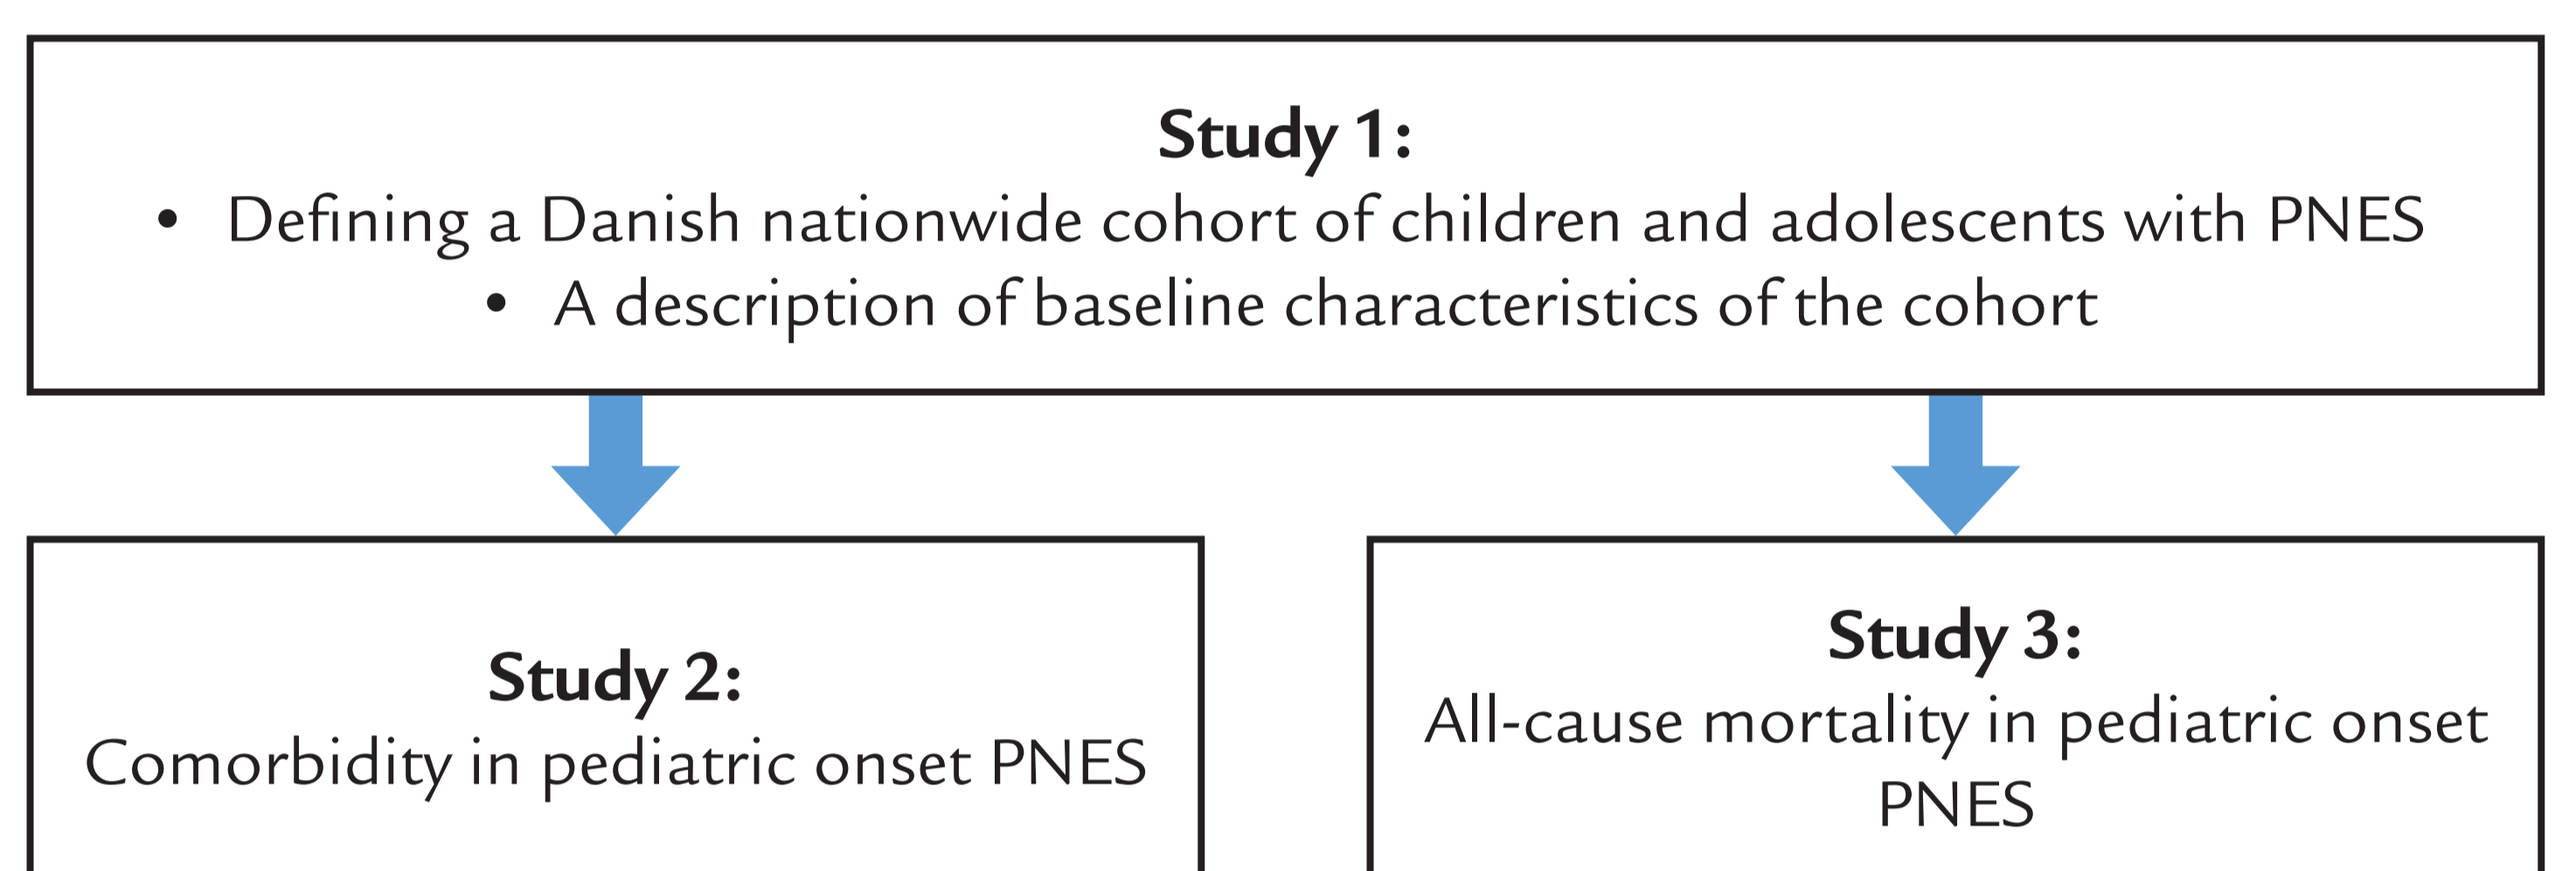 Study 1:
• Defining a Danish nationwide cohort of children and adolescents with PNES
• A description of baseline characteristics of the cohort
Study 2:
Comorbidity in pediatric onset PNES
Study 3:
All-cause mortality in pediatric onset
PNES